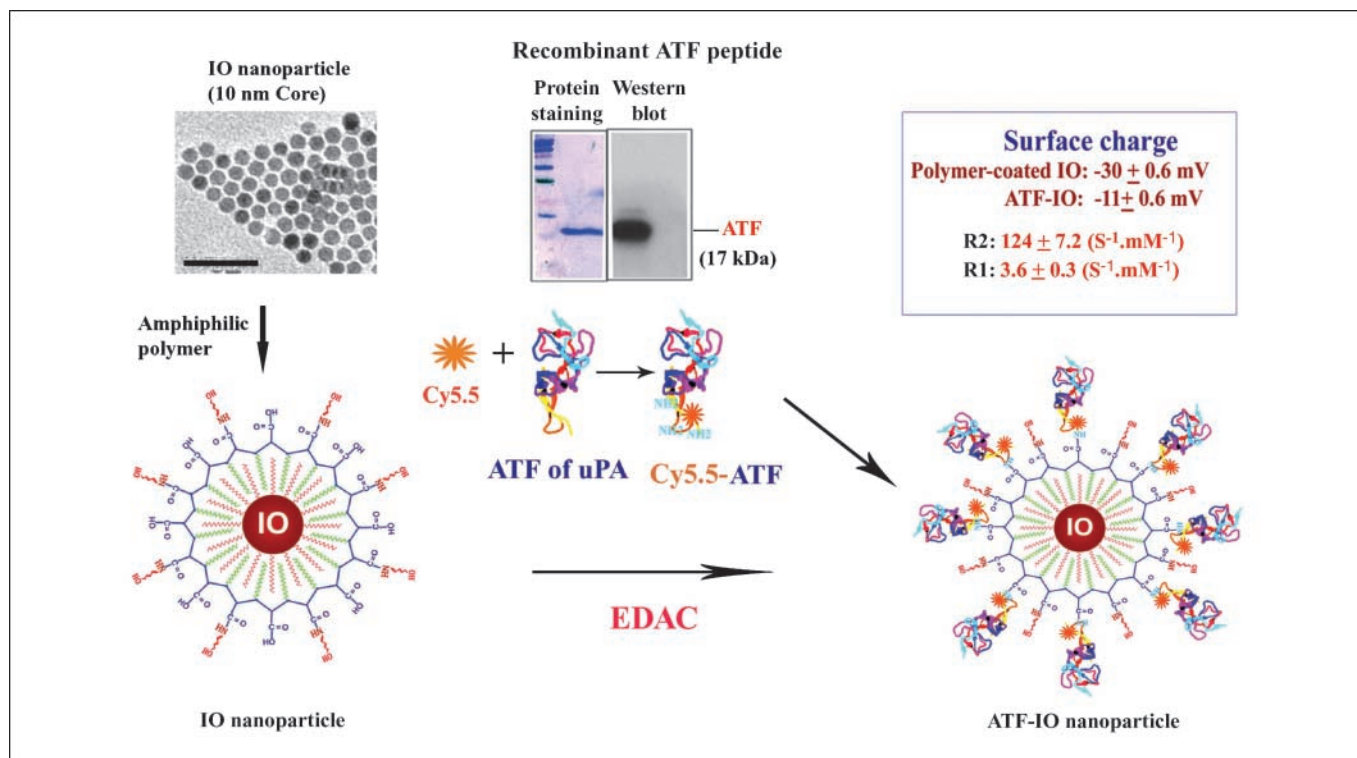 Recombinant ATF peptide
IO nanoparticle
(10 nm Core)
Protein
staining
Western
blot
ATF
(17 kDa)
Surface charge
Polymer-coated IO: -30 ± 0.6 mV
ATF-IO: -11± 0.6 mV
R2: 124 ± 7.2 (S⁻¹.mM⁻¹)
R1: 3.6 ± 0.3 (S⁻¹.mM⁻¹)
Amphiphilic
polymer
Cy5.5
+
NH2
NH2
NH2
ATF of uPA
Cy5.5-ATF
IO
EDAC
IO
IO nanoparticle
ATF-IO nanoparticle